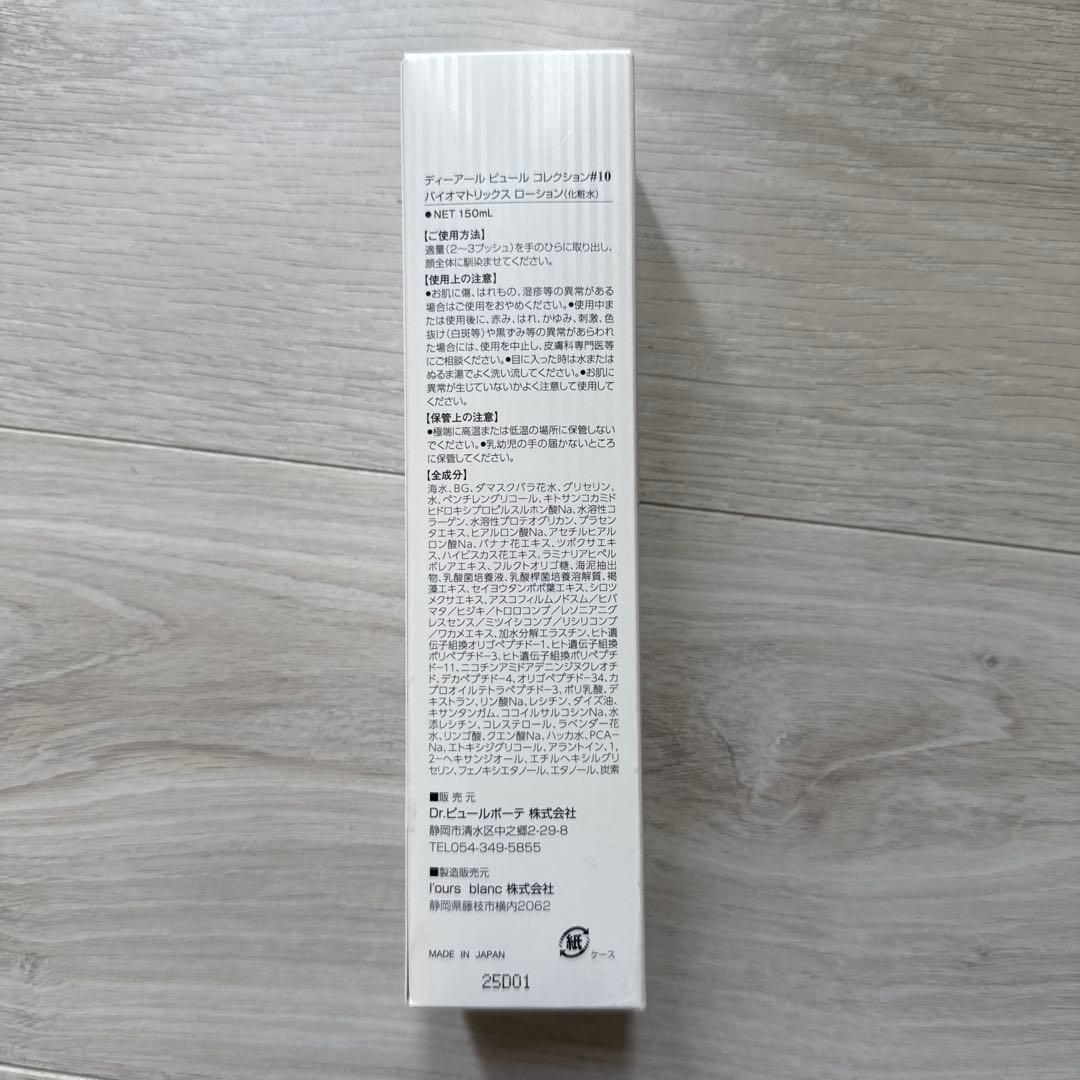 ディーアール ピュール コレクション#10
バイオマトリックス ローション(化粧水)
●NET 150mL
【ご使用方法】
適量(2〜3プッシュ)を手のひらに取り出し、
顔全体に馴染ませてください。
【使用上の注意】
●お肌に傷、はれもの、湿疹等の異常がある
場合はご使用をおやめください。●使用中ま
たは使用後に、赤み、はれ、かゆみ、刺激、色
抜け(白斑等)や黒ずみ等の異常があらわれ
た場合には、使用を中止し、皮膚科専門医等
にご相談ください。●目に入った時は水または
ぬるま湯でよく洗い流してください。●お肌に
異常が生じていないかよく注意して使用して
ください。
【保管上の注意】
●極端に高温または低温の場所に保管しない
でください。●乳幼児の手の届かないところ
に保管してください。
【全成分】
海水、BG、ダマスクバラ花水、グリセリン、
水、ペンチレングリコール、キトサンコカミド
ヒドロキシプロピルスルホン酸Na、水溶性コ
ラーゲン、水溶性プロテオグリカン、プラセン
タエキス、ヒアルロン酸Na、アセチルヒアル
ロン酸Na、バナナ花エキス、ツボクサエキ
ス、ハイビスカス花エキス、ラミナリアヒペル
ボレアエキス、フルクトオリゴ糖、海泥抽出
物、乳酸菌培養液、乳酸桿菌培養溶解質、褐
藻エキス、セイヨウタンポポ葉エキス、シロツ
メクサエキス、アスコフィルムノドスム/ヒバ
マタ/ヒジキ/トロロコンブ/レソニアニグ
レスセンス/ミツイシコンブ/リシリコンブ
/ワカメエキス、加水分解エラスチン、ヒト遺
伝子組換オリゴペプチド-1、ヒト遺伝子組換
ポリペプチド-3、ヒト遺伝子組換ポリペプチ
ド-11、ニコチンアミドアデニンジヌクレオチ
ド、デカペプチド-4、オリゴペプチド-34、カ
プロオイルテトラペプチド-3、ポリ乳酸、デ
キストラン、リン酸Na、レシチン、ダイズ油、
キサンタンガム、ココイルサルコシンNa、水
添レシチン、コレステロール、ラベンダー花
水、リンゴ酸、クエン酸Na、ハッカ水、PCA-
Na、エトキシジグリコール、アラントイン、1,
2-ヘキサンジオール、エチルヘキシルグリ
セリン、フェノキシエタノール、エタノール、炭素
■販売元
Dr.ピュールボーテ 株式会社
静岡市清水区中之郷2-29-8
TEL054-349-5855
■製造販売元
l'ours blanc 株式会社
静岡県藤枝市横内2062
紙
ケース
MADE IN JAPAN
25D01